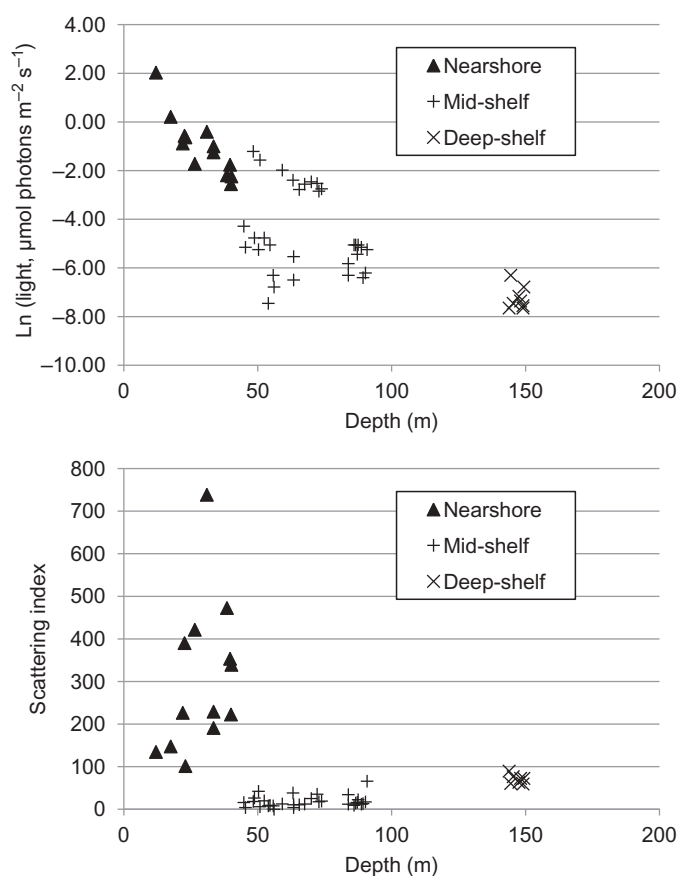 Ln (light, µmol photons m⁻² s⁻¹)
4.00
2.00
0.00
–2.00
–4.00
–6.00
–8.00
–10.00
Nearshore
Mid-shelf
Deep-shelf
0 50 100 150 200
Depth (m)
Scattering index
800
700
600
500
400
300
200
100
0
Nearshore
Mid-shelf
Deep-shelf
0 50 100 150 200
Depth (m)